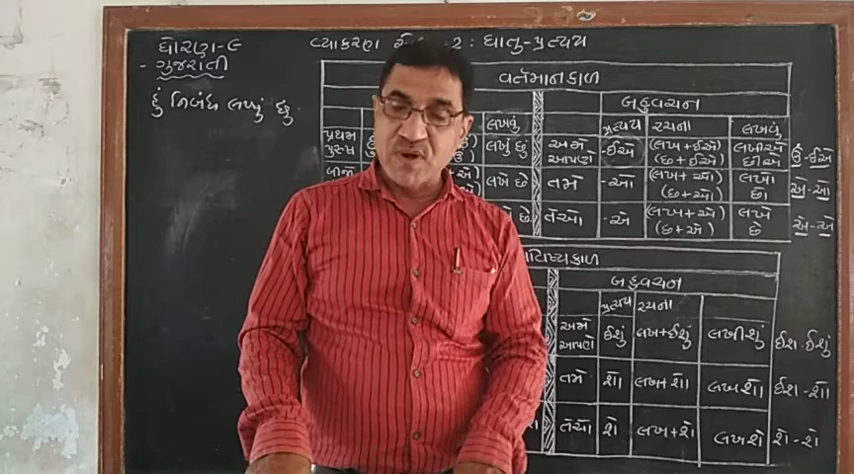 ધોરણ-૯
- ગુજરાતી
વ્યાકરણ
2 : ધાતુ-પ્રત્યય
હું નિબંધ લખું છું.
વર્તમાનકાળ
બહુવચન
લખવું
પ્રત્યય રચના લખવું
પ્રથમ પુરુષ
લખું છું
અમે આપણે -ઈએ (લખ+ઈએ) (છ+ઈએ) લખીએ છીએ ઉં-ઈએ
બીજો
લખે છે તમે -ઓ (લખ+ઓ) (છ+ઓ) લખો છો એ-ઓ
છે તેઓ -એ (લખ+એ) (છ+એ) લખે છે એ-એ
કાળ
બહુવચન
પ્રત્યય રચના
અમે આપણે ઈશું લખ+ઈશું લખીશું ઈશ-ઈશું
તમે શો લખ+શો લખશો ઈશ-શો
તેઓ શે લખ+શે લખશે શે-શે